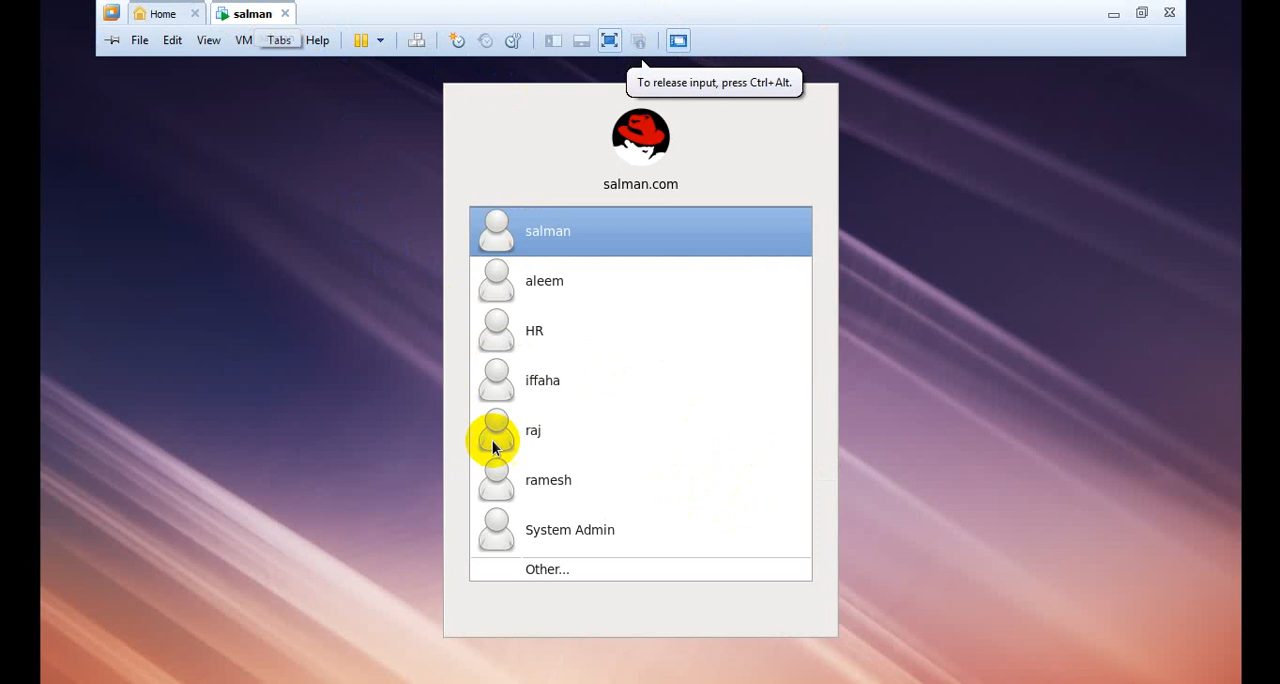 Home
salman
File Edit View VM Tabs Help
To release input, press Ctrl+Alt.
salman.com
salman
aleem
HR
iffaha
raj
ramesh
System Admin
Other...